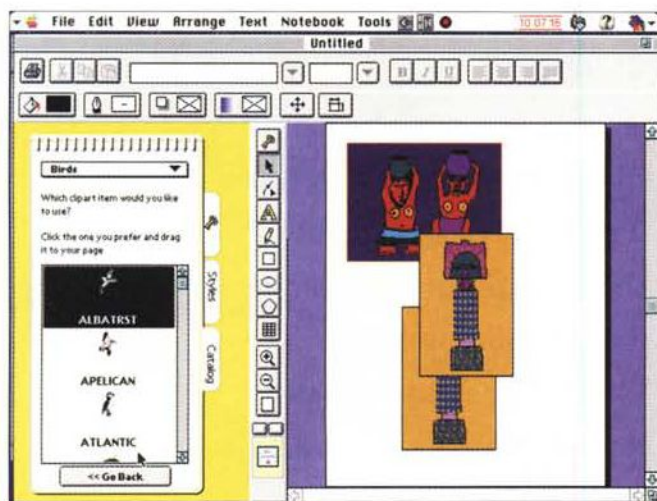 File Edit View Arrange Text Notebook Tools 10:07:16
Untitled
B I U
Birds
Which clipart item would you like
to use?
Click the one you prefer and drag
it to your page
ALBATRST
APELICAN
ATLANTIC
<< Go Back
Styles
Catalog
A